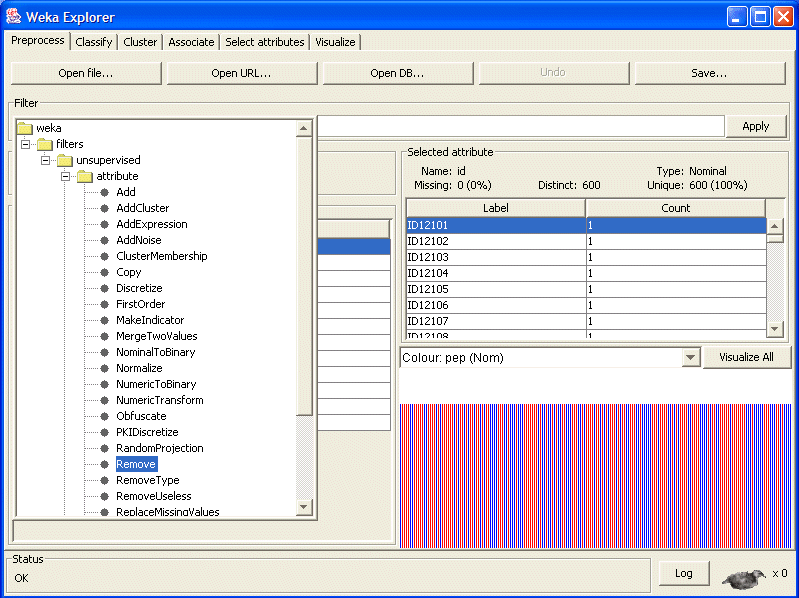 Weka Explorer
Preprocess Classify Cluster Associate Select attributes Visualize
Open file... Open URL... Open DB... Undo Save...
Filter
Apply
weka
filters
unsupervised
attribute
Add
AddCluster
AddExpression
AddNoise
ClusterMembership
Copy
Discretize
FirstOrder
MakeIndicator
MergeTwoValues
NominalToBinary
Normalize
NumericToBinary
NumericTransform
Obfuscate
PKIDiscretize
RandomProjection
Remove
RemoveType
RemoveUseless
ReplaceMissingValues
Selected attribute
Name: id Type: Nominal
Missing: 0 (0%) Distinct: 600 Unique: 600 (100%)
Label Count
ID12101 1
ID12102 1
ID12103 1
ID12104 1
ID12105 1
ID12106 1
ID12107 1
ID12108 1
Colour: pep (Nom) Visualize All
Status
OK
Log x 0